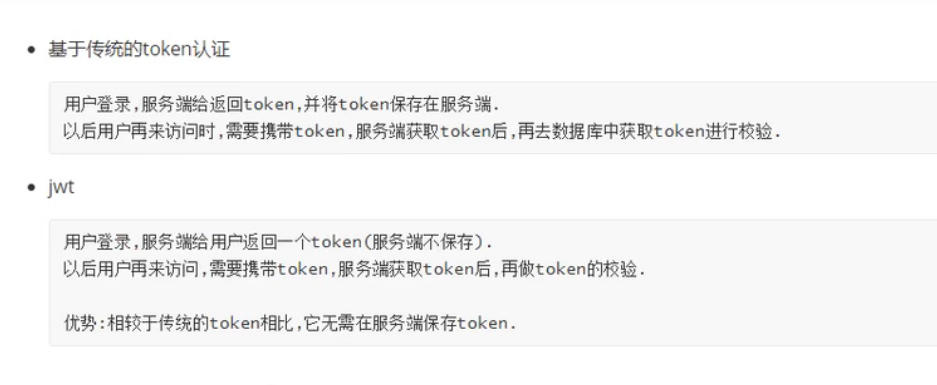 基于传统的token认证
用户登录,服务端给返回token,并将token保存在服务端.
以后用户再来访问时,需要携带token,服务端获取token后,再去数据库中获取token进行校验.
jwt
用户登录,服务端给用户返回一个token(服务端不保存).
以后用户再来访问,需要携带token,服务端获取token后,再做token的校验.
优势:相较于传统的token相比,它无需在服务端保存token.